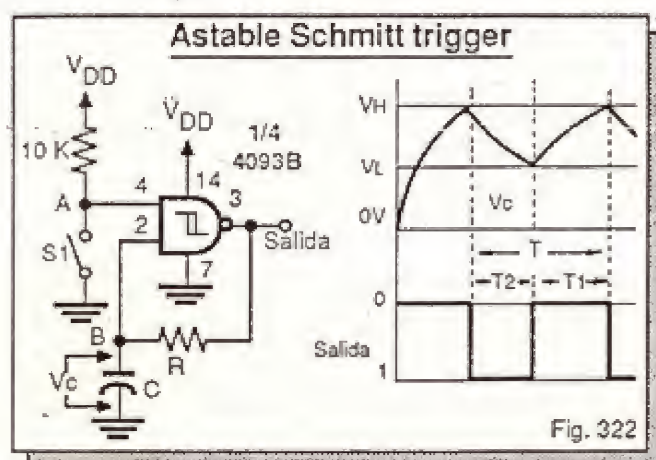 Astable Schmitt trigger
VDD
VDD
1/4
4093B
10 K
14
A
4
3
2
Salida
S1
7
B
R
Vc
C
VH
VL
0V
Vc
T
T2
T1
0
Salida
1
Fig. 322